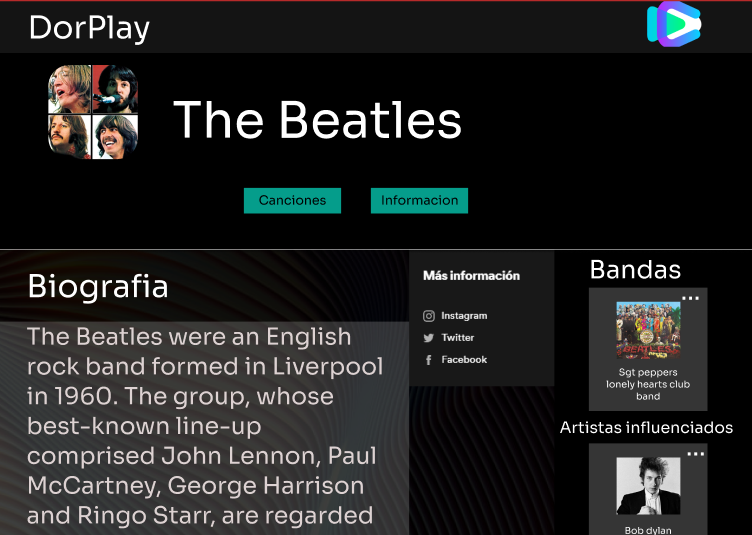 DorPlay
The Beatles
Canciones
Informacion
Biografia
The Beatles were an English
rock band formed in Liverpool
in 1960. The group, whose
best-known line-up
comprised John Lennon, Paul
McCartney, George Harrison
and Ringo Starr, are regarded
Más información
Instagram
Twitter
Facebook
Bandas
BEATLES
Sgt peppers
lonely hearts club
band
Artistas influenciados
Bob dylan